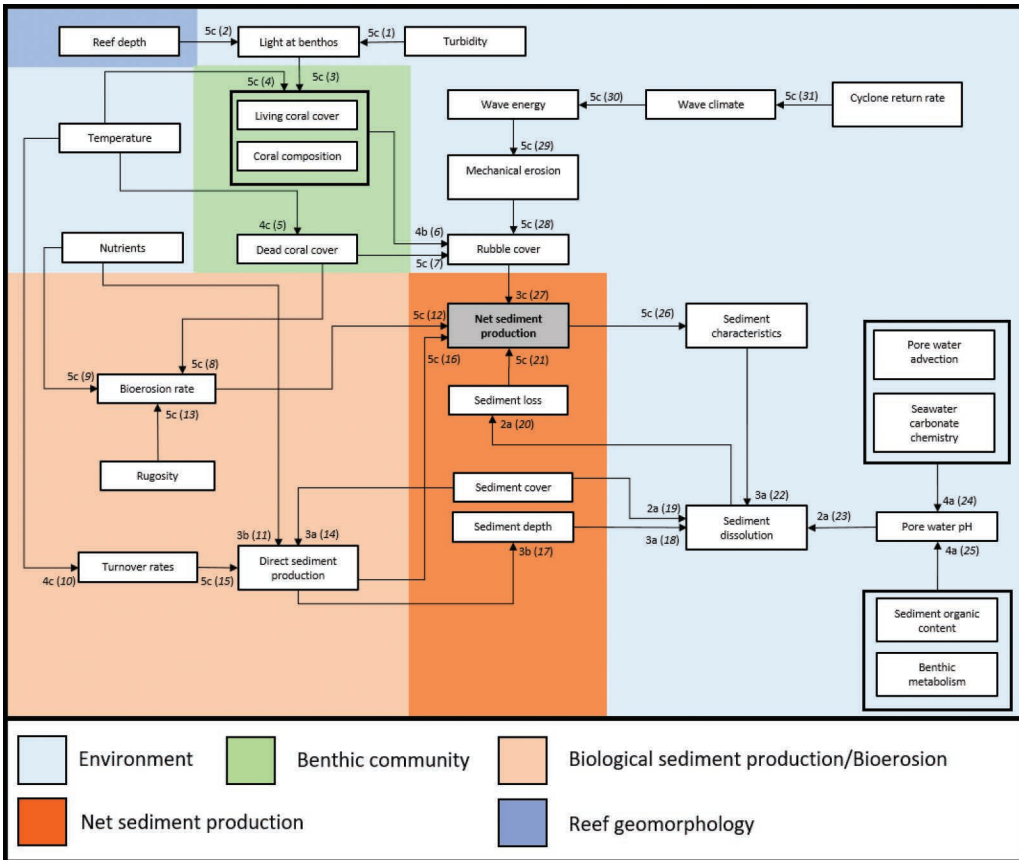 Reef depth
5c (2)
Light at benthos
5c (1)
Turbidity
5c (4)
5c (3)
Living coral cover
Coral composition
Temperature
Wave energy
5c (30)
Wave climate
5c (31)
Cyclone return rate
5c (29)
Mechanical erosion
5c (28)
4c (5)
4b (6)
Nutrients
Dead coral cover
5c (7)
Rubble cover
3c (27)
5c (12)
Net sediment
production
5c (26)
Sediment
characteristics
Pore water
advection
Seawater
carbonate
chemistry
5c (16)
5c (21)
5c (9)
5c (8)
Bioerosion rate
5c (13)
Sediment loss
2a (20)
Rugosity
Sediment cover
3a (22)
4a (24)
2a (19)
Sediment depth
3a (18)
Sediment
dissolution
2a (23)
Pore water pH
3b (11)
3a (14)
3b (17)
4a (25)
Turnover rates
4c (10)
5c (15)
Direct sediment
production
Sediment organic
content
Benthic
metabolism
Environment
Benthic community
Biological sediment production/Bioerosion
Net sediment production
Reef geomorphology